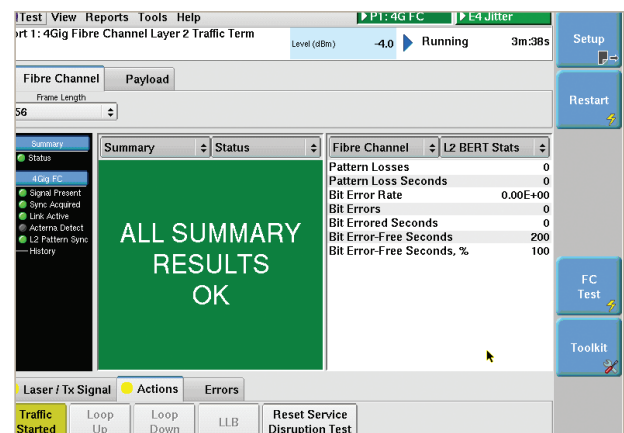 Test View Reports Tools Help
P1: 4G FC
E4 Jitter
ort 1: 4Gig Fibre Channel Layer 2 Traffic Term
Level (dBm)
-4.0
Running
3m:38s
Setup
Restart
Fibre Channel
Payload
Frame Length
56
Summary
Status
4Gig FC
Signal Present
Sync Acquired
Link Active
Acterna Detect
L2 Pattern Sync
History
Summary
Status
ALL SUMMARY
RESULTS
OK
Fibre Channel
L2 BERT Stats
Pattern Losses 0
Pattern Loss Seconds 0
Bit Error Rate 0.00E+00
Bit Errors 0
Bit Errored Seconds 0
Bit Error-Free Seconds 200
Bit Error-Free Seconds, % 100
FC
Test
Toolkit
Laser / Tx Signal
Actions
Errors
Traffic
Started
Loop
Up
Loop
Down
LLB
Reset Service
Disruption Test